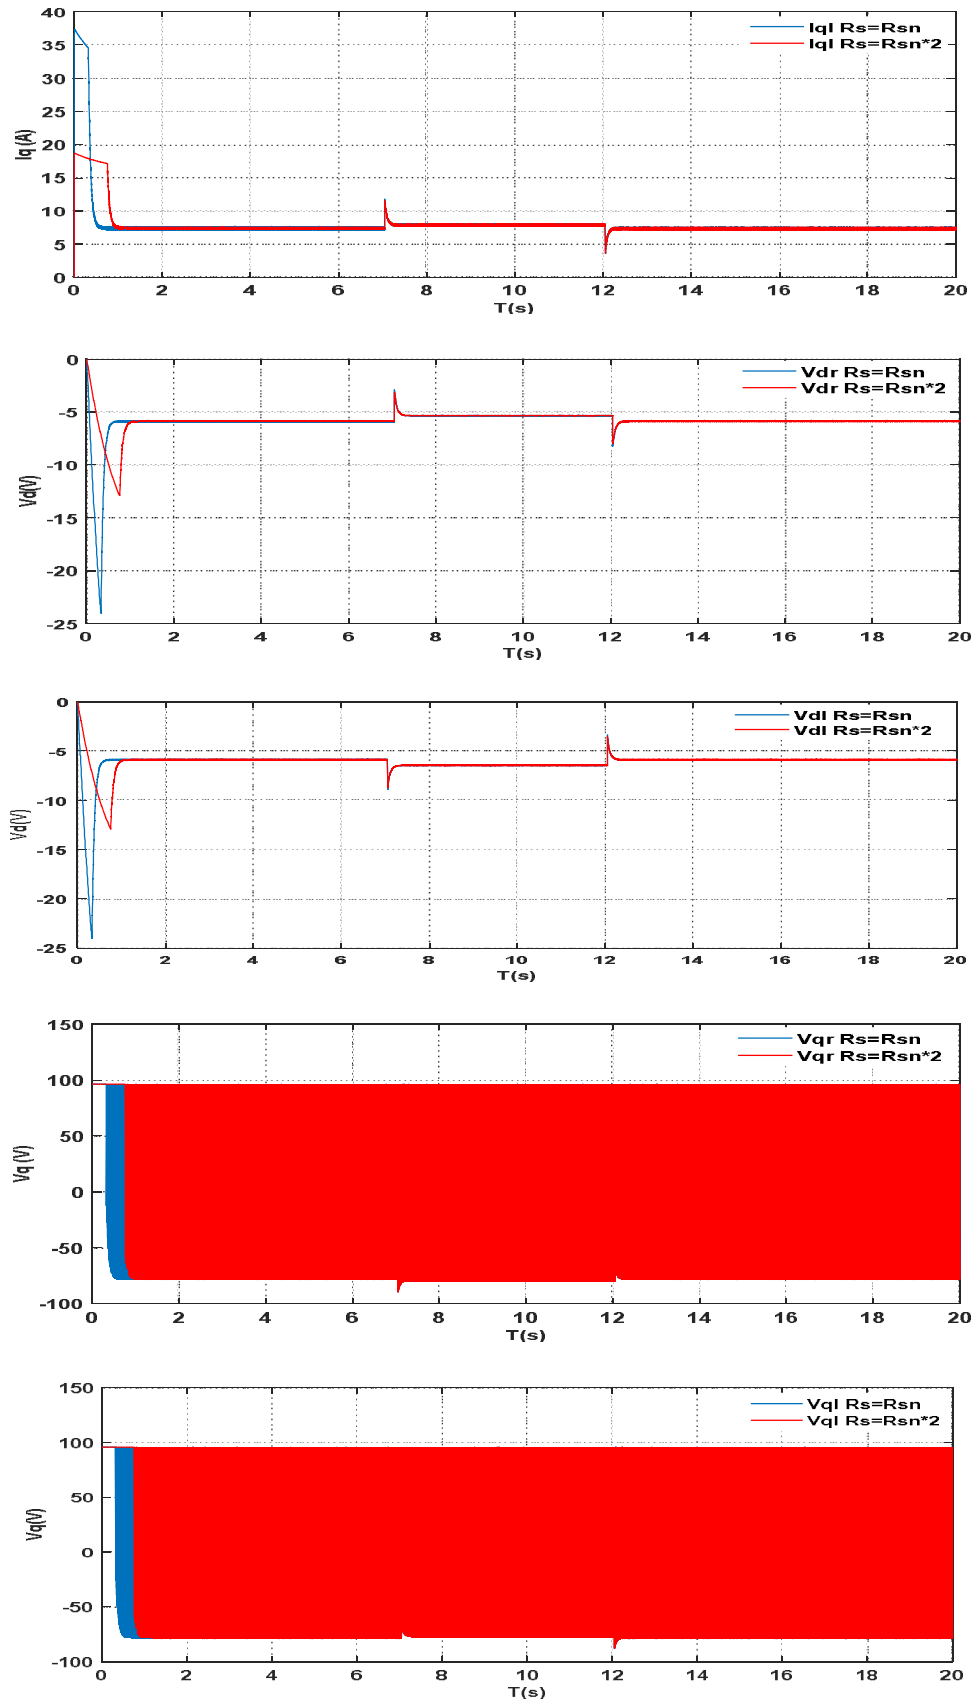 40
35
30
25
20
15
10
5
0
Iq (A)
Iql Rs=Rsn
Iql Rs=Rsn*2
0 2 4 6 8 10 12 14 16 18 20
T(s)
0
-5
-10
-15
-20
-25
Vd(V)
Vdr Rs=Rsn
Vdr Rs=Rsn*2
0 2 4 6 8 10 12 14 16 18 20
T(s)
0
-5
-10
-15
-20
-25
Vd(V)
Vdl Rs=Rsn
Vdl Rs=Rsn*2
0 2 4 6 8 10 12 14 16 18 20
T(s)
150
100
50
0
-50
-100
Vq (V)
Vqr Rs=Rsn
Vqr Rs=Rsn*2
0 2 4 6 8 10 12 14 16 18 20
T(s)
150
100
50
0
-50
-100
Vq(V)
Vql Rs=Rsn
Vql Rs=Rsn*2
0 2 4 6 8 10 12 14 16 18 20
T(s)